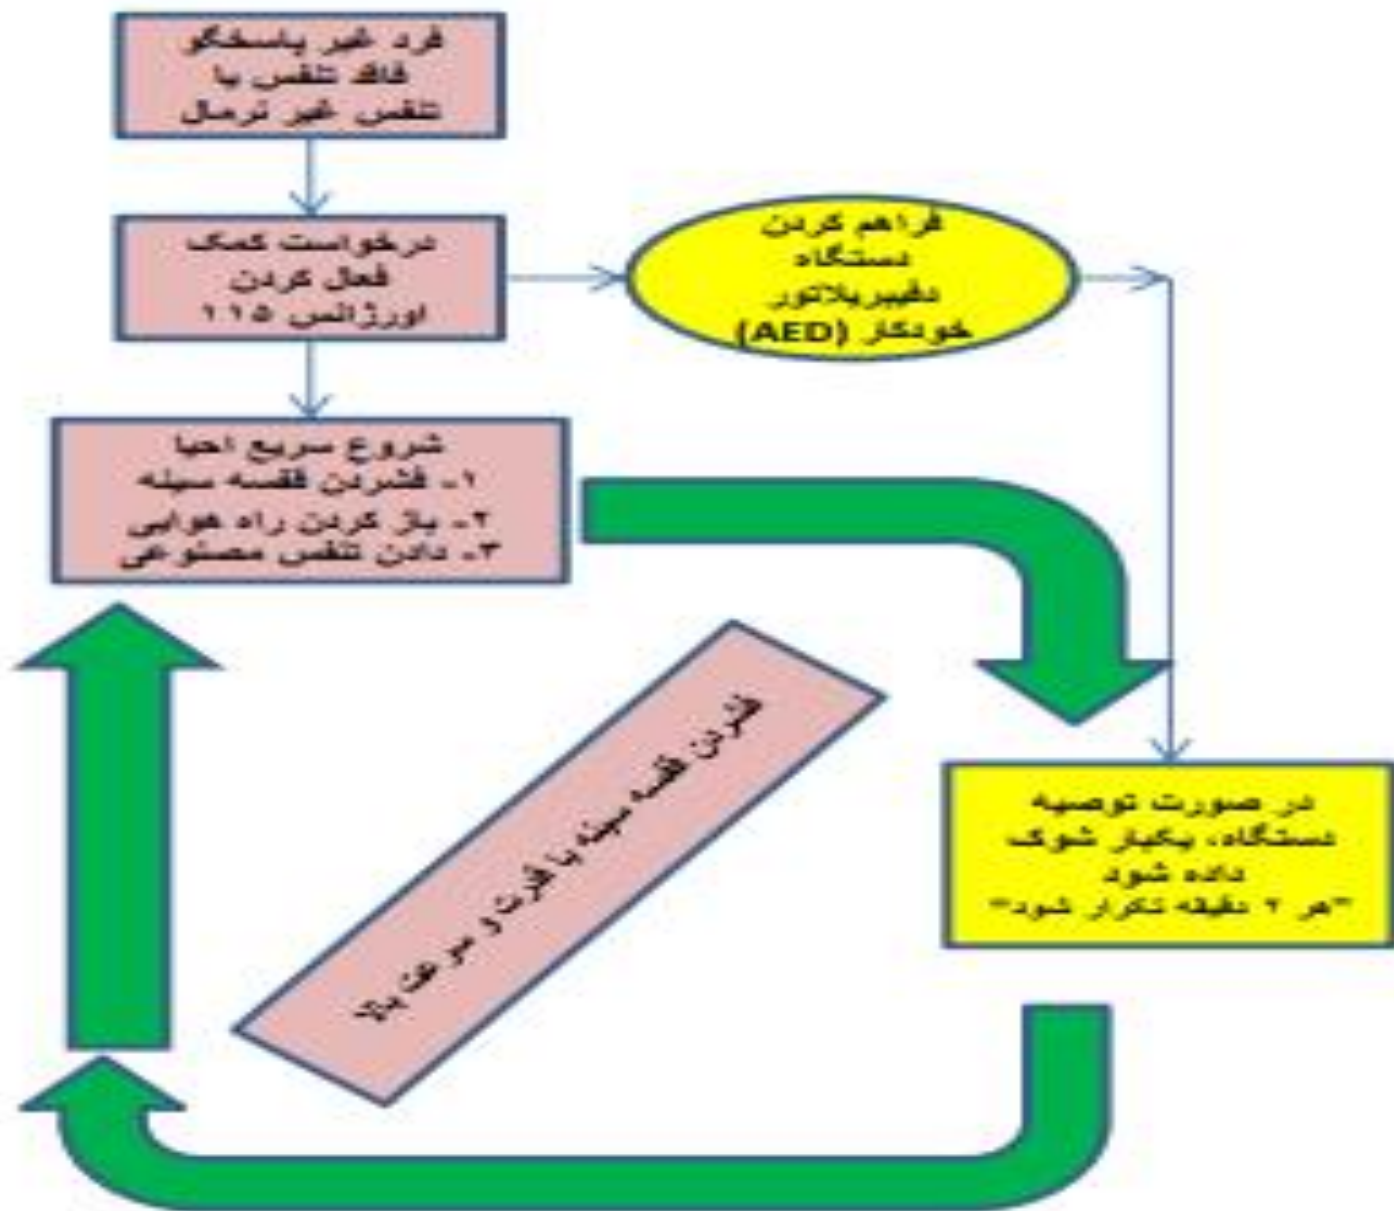 فرد غیر پاسخگو
فاقد تنفس یا
تنفس غیر نرمال
درخواست کمک
فعال کردن
اورژانس ۱۱۵
فراهم کردن
دستگاه
دفیبریلاتور
خودکار (AED)
شروع سریع احیا
۱- فشردن قفسه سینه
۲- باز کردن راه هوایی
۳- دادن تنفس مصنوعی
فشردن قفسه سینه با قدرت و سرعت بالا
در صورت توصیه
دستگاه، یکبار شوک
داده شود
"هر ۲ دقیقه تکرار شود"